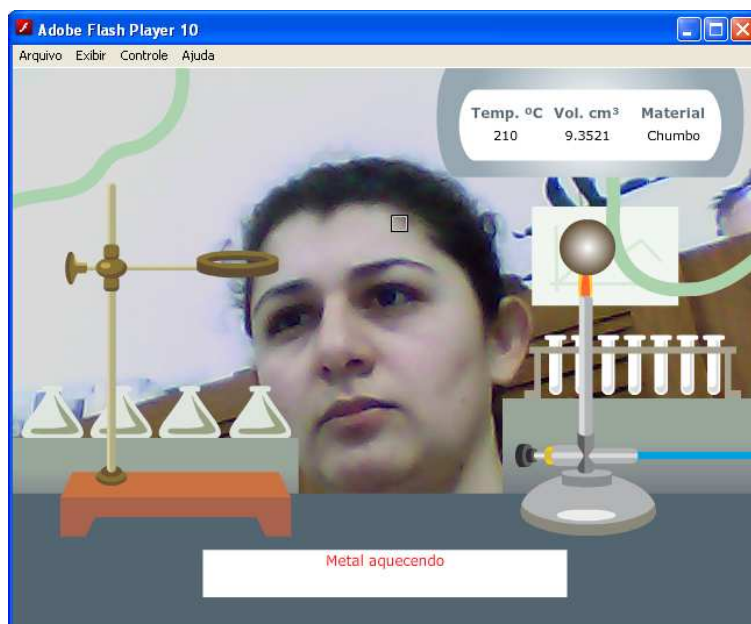 Adobe Flash Player 10
Arquivo Exibir Controle Ajuda
Temp. ºC Vol. cm³ Material
210 9.3521 Chumbo
Metal aquecendo